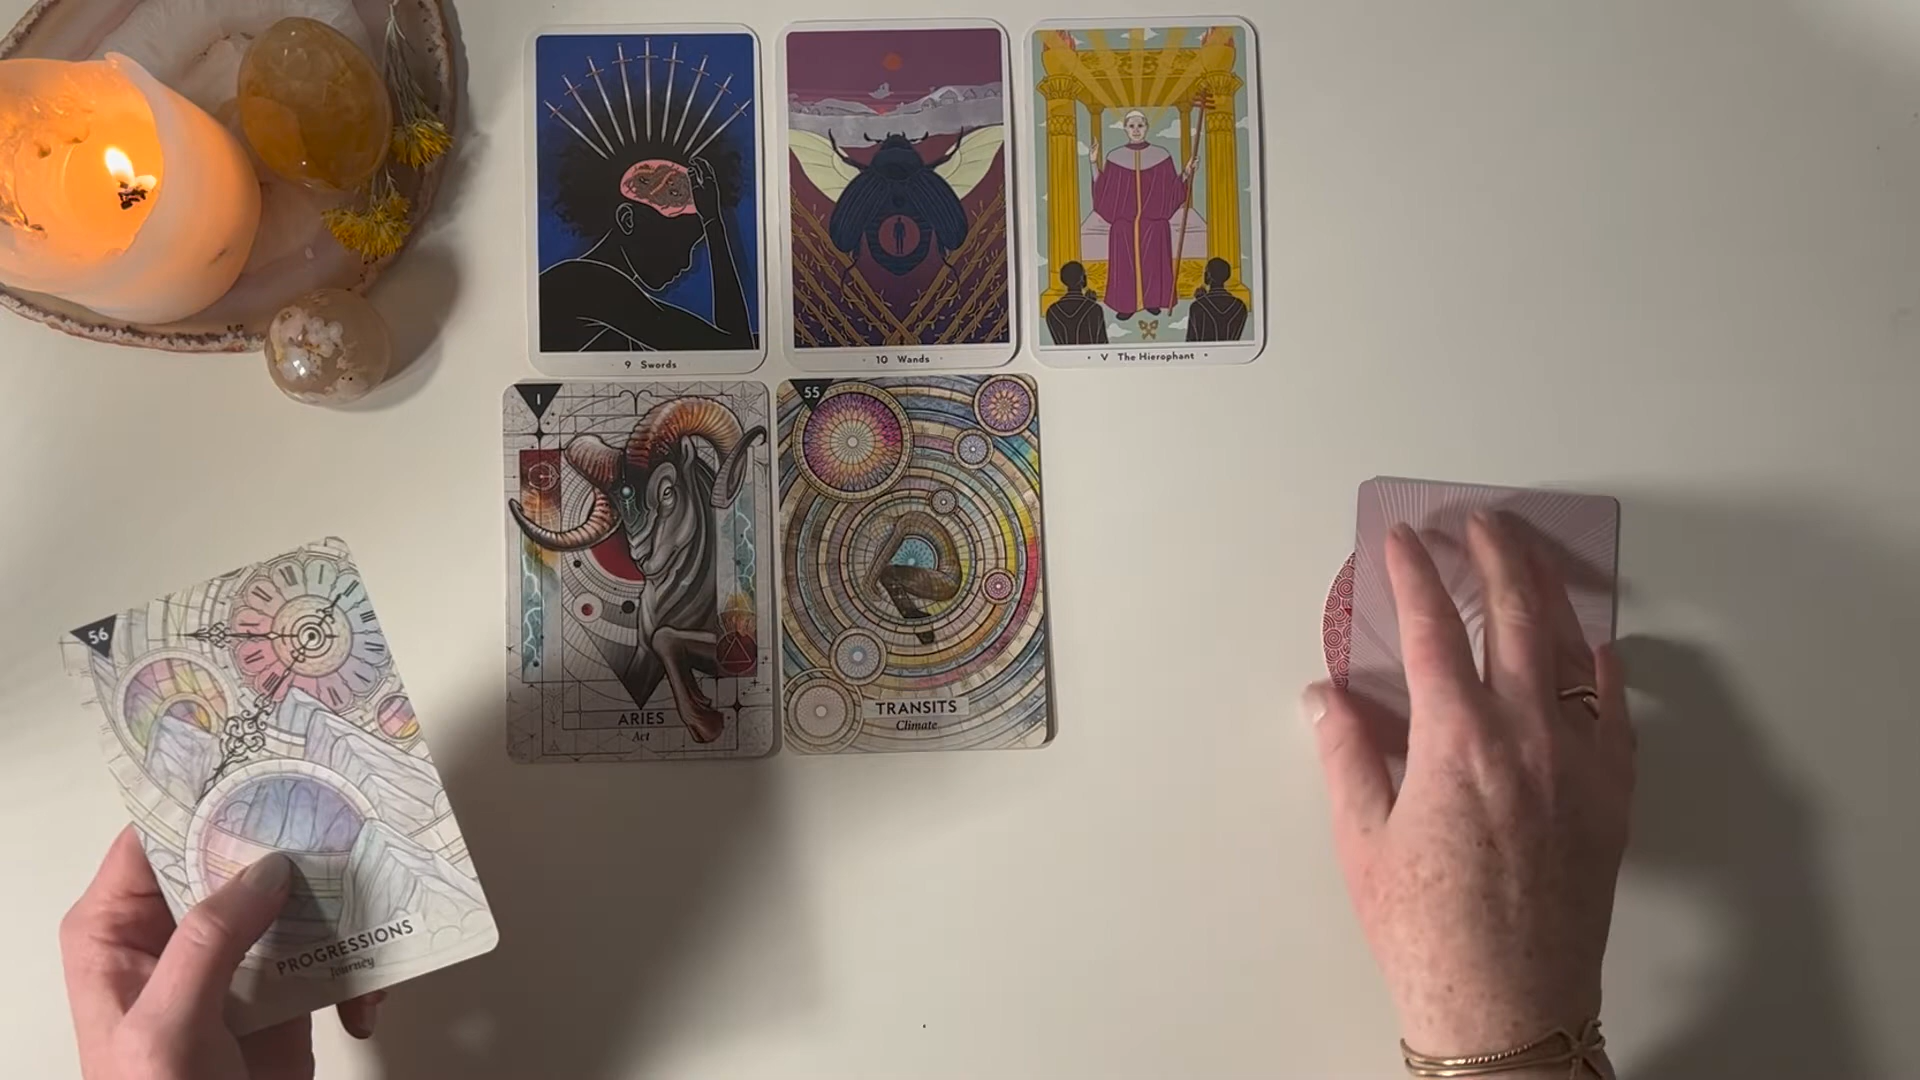 9 Swords
· 10 Wands ·
• V The Hierophant •
1
ARIES
Act
55
TRANSITS
Climate
56
PROGRESSIONS
Journey